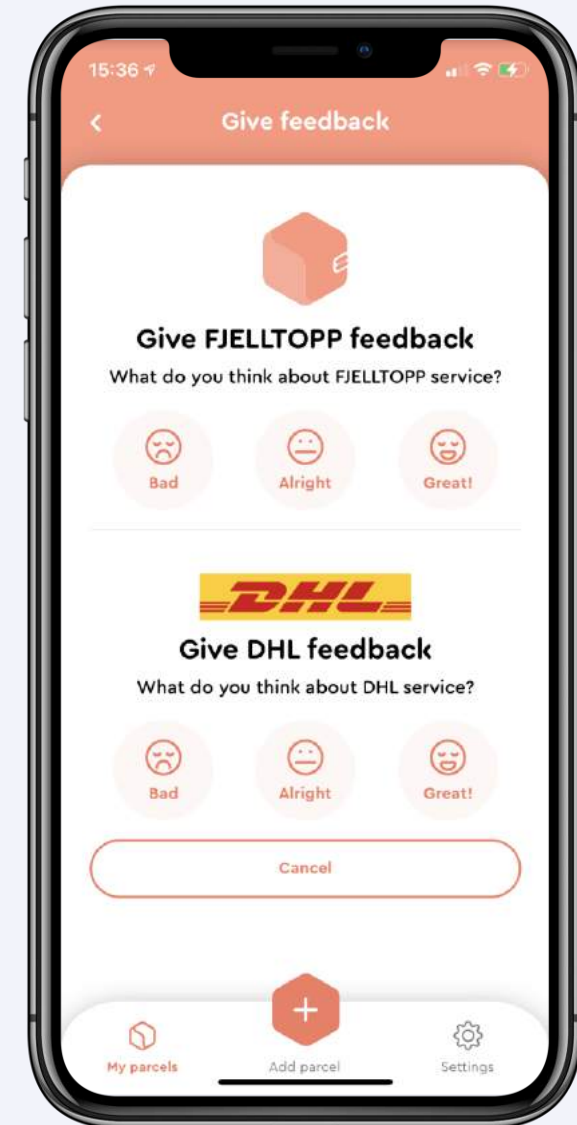 15:36
Give feedback
Give FJELLTOPP feedback
What do you think about FJELLTOPP service?
Bad Alright Great!
DHL
Give DHL feedback
What do you think about DHL service?
Bad Alright Great!
Cancel
My parcels Add parcel Settings